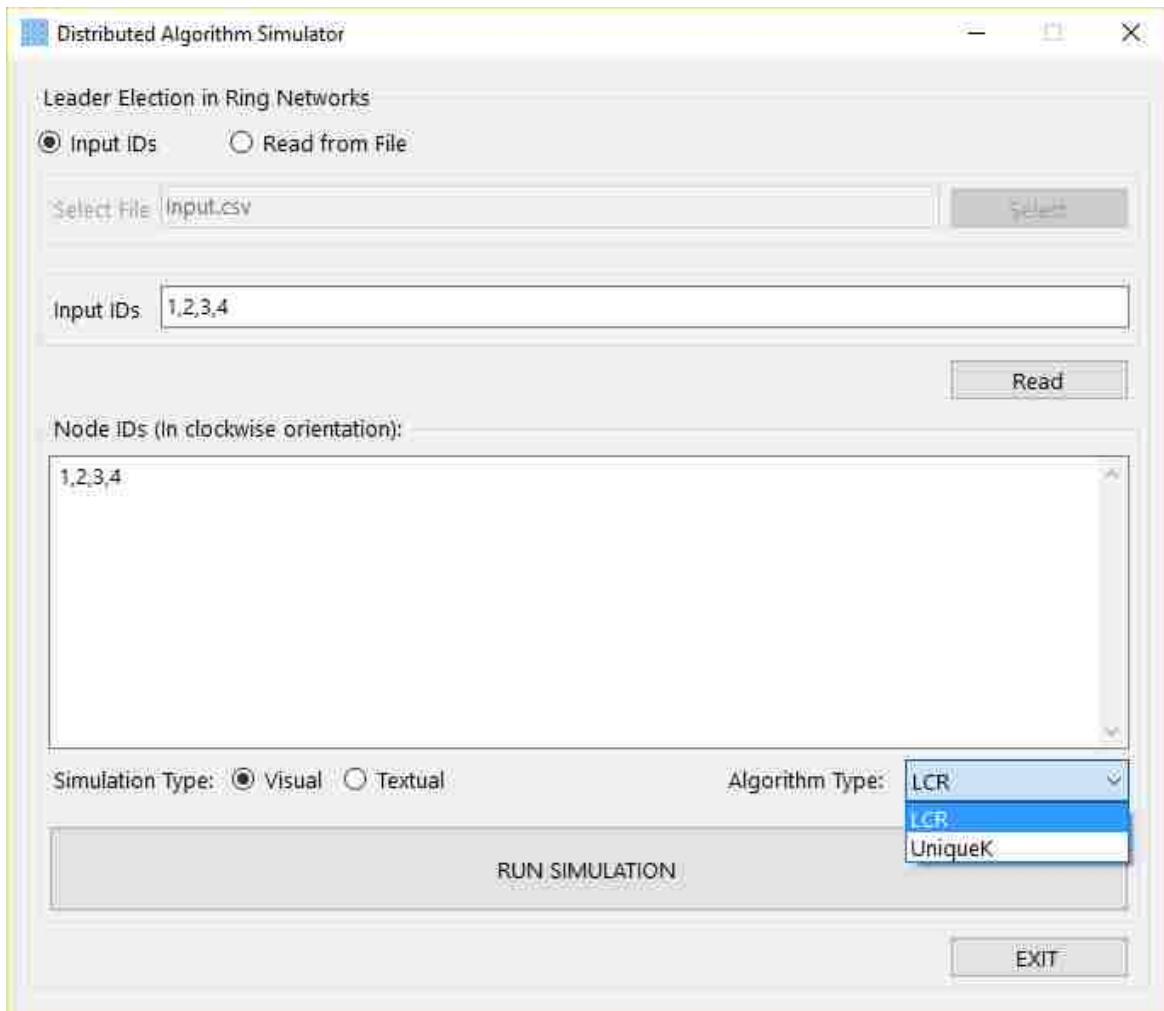 Distributed Algorithm Simulator
Leader Election in Ring Networks
Input IDs Read from File
Select File Input.csv Select
Input IDs 1,2,3,4
Read
Node IDs (In clockwise orientation):
1,2,3,4
Simulation Type: Visual Textual Algorithm Type: LCR
LCR
UniqueK
RUN SIMULATION
EXIT